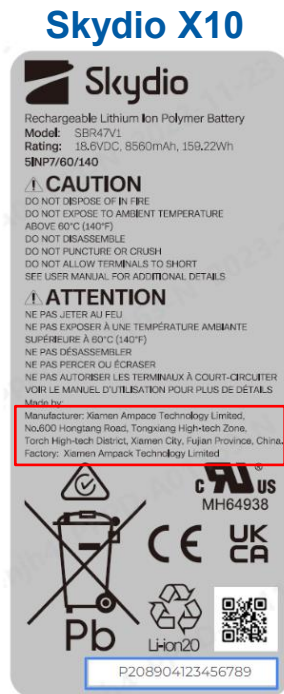 Skydio X10
Skydio
Rechargeable Lithium Ion Polymer Battery
Model: SBR47V1
Rating: 18.6VDC, 8560mAh, 159.22Wh
5INP7/60/140
⚠ CAUTION
DO NOT DISPOSE OF IN FIRE
DO NOT EXPOSE TO AMBIENT TEMPERATURE
ABOVE 60°C (140°F)
DO NOT DISASSEMBLE
DO NOT PUNCTURE OR CRUSH
DO NOT ALLOW TERMINALS TO SHORT
SEE USER MANUAL FOR ADDITIONAL DETAILS
⚠ ATTENTION
NE PAS JETER AU FEU
NE PAS EXPOSER À UNE TEMPÉRATURE AMBIANTE
SUPÉRIEURE À 60°C (140°F)
NE PAS DÉSASSEMBLER
NE PAS PERCER OU ÉCRASER
NE PAS AUTORISER LES TERMINAUX À COURT-CIRCUITER
VOIR LE MANUEL D'UTILISATION POUR PLUS DE DÉTAILS
Made by:
Manufacturer: Xiamen Ampace Technology Limited,
No.600 Hongtang Road, Tongxiang High-tech Zone,
Torch High-tech District, Xiamen City, Fujian Province, China.
Factory: Xiamen Ampack Technology Limited
c RU US ®
MH64938
CE UK CA
Pb
Li-ion20
P208904123456789